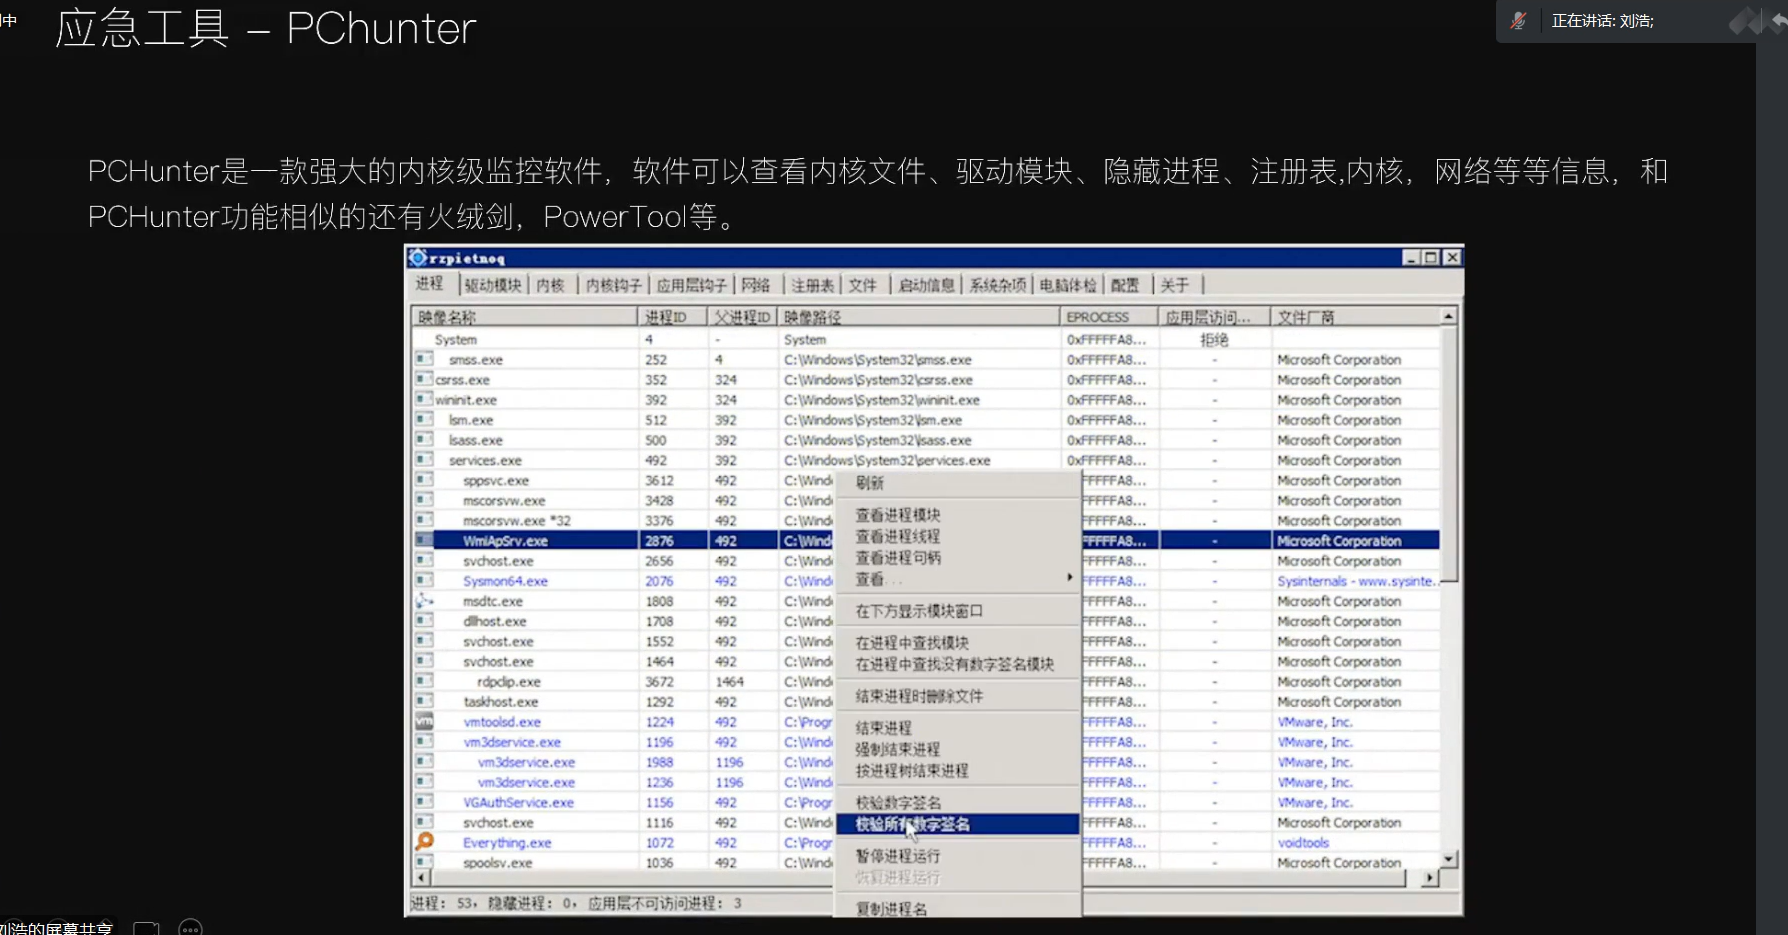 中
应急工具 – PChunter
正在讲话: 刘浩;
PCHunter是一款强大的内核级监控软件，软件可以查看内核文件、驱动模块、隐藏进程、注册表,内核，网络等等信息，和
PCHunter功能相似的还有火绒剑，PowerTool等。
rzpietnoq
进程 驱动模块 内核 内核钩子 应用层钩子 网络 注册表 文件 启动信息 系统杂项 电脑体检 配置 关于
映像名称 进程ID 父进程ID 映像路径 EPROCESS 应用层访问... 文件厂商
System 4 - System 0xFFFFFA8... 拒绝
smss.exe 252 4 C:\Windows\System32\smss.exe 0xFFFFFA8... - Microsoft Corporation
csrss.exe 352 324 C:\Windows\System32\csrss.exe 0xFFFFFA8... - Microsoft Corporation
wininit.exe 392 324 C:\Windows\System32\wininit.exe 0xFFFFFA8... - Microsoft Corporation
lsm.exe 512 392 C:\Windows\System32\lsm.exe 0xFFFFFA8... - Microsoft Corporation
lsass.exe 500 392 C:\Windows\System32\lsass.exe 0xFFFFFA8... - Microsoft Corporation
services.exe 492 392 C:\Windows\System32\services.exe 0xFFFFFA8... - Microsoft Corporation
sppsvc.exe 3612 492 C:\Wind FFFFFA8... - Microsoft Corporation
mscorsvw.exe 3428 492 C:\Wind FFFFFA8... - Microsoft Corporation
mscorsvw.exe *32 3376 492 C:\Wind FFFFFA8... - Microsoft Corporation
WmiApSrv.exe 2876 492 C:\Wind FFFFFA8... - Microsoft Corporation
svchost.exe 2656 492 C:\Wind FFFFFA8... - Microsoft Corporation
Sysmon64.exe 2076 492 C:\Wind FFFFFA8... - Sysinternals - www.sysinte...
msdtc.exe 1808 492 C:\Wind FFFFFA8... - Microsoft Corporation
dllhost.exe 1708 492 C:\Wind FFFFFA8... - Microsoft Corporation
svchost.exe 1552 492 C:\Wind FFFFFA8... - Microsoft Corporation
svchost.exe 1464 492 C:\Wind FFFFFA8... - Microsoft Corporation
rdpclip.exe 3672 1464 C:\Wind FFFFFA8... - Microsoft Corporation
taskhost.exe 1292 492 C:\Wind FFFFFA8... - Microsoft Corporation
vmtoolsd.exe 1224 492 C:\Progr FFFFFA8... - VMware, Inc.
vm3dservice.exe 1196 492 C:\Wind FFFFFA8... - VMware, Inc.
vm3dservice.exe 1988 1196 C:\Wind FFFFFA8... - VMware, Inc.
vm3dservice.exe 1236 1196 C:\Wind FFFFFA8... - VMware, Inc.
VGAuthService.exe 1156 492 C:\Progr FFFFFA8... - VMware, Inc.
svchost.exe 1116 492 C:\Wind FFFFFA8... - Microsoft Corporation
Everything.exe 1072 492 C:\Progr FFFFFA8... - voidtools
spoolsv.exe 1036 492 C:\Wind FFFFFA8... - Microsoft Corporation
刷新
查看进程模块
查看进程线程
查看进程句柄
查看...
在下方显示模块窗口
在进程中查找模块
在进程中查找没有数字签名模块
结束进程时删除文件
结束进程
强制结束进程
按进程树结束进程
校验数字签名
校验所有数字签名
暂停进程运行
恢复进程运行
复制进程名
进程: 53, 隐藏进程: 0, 应用层不可访问进程: 3
刘浩的屏幕共享